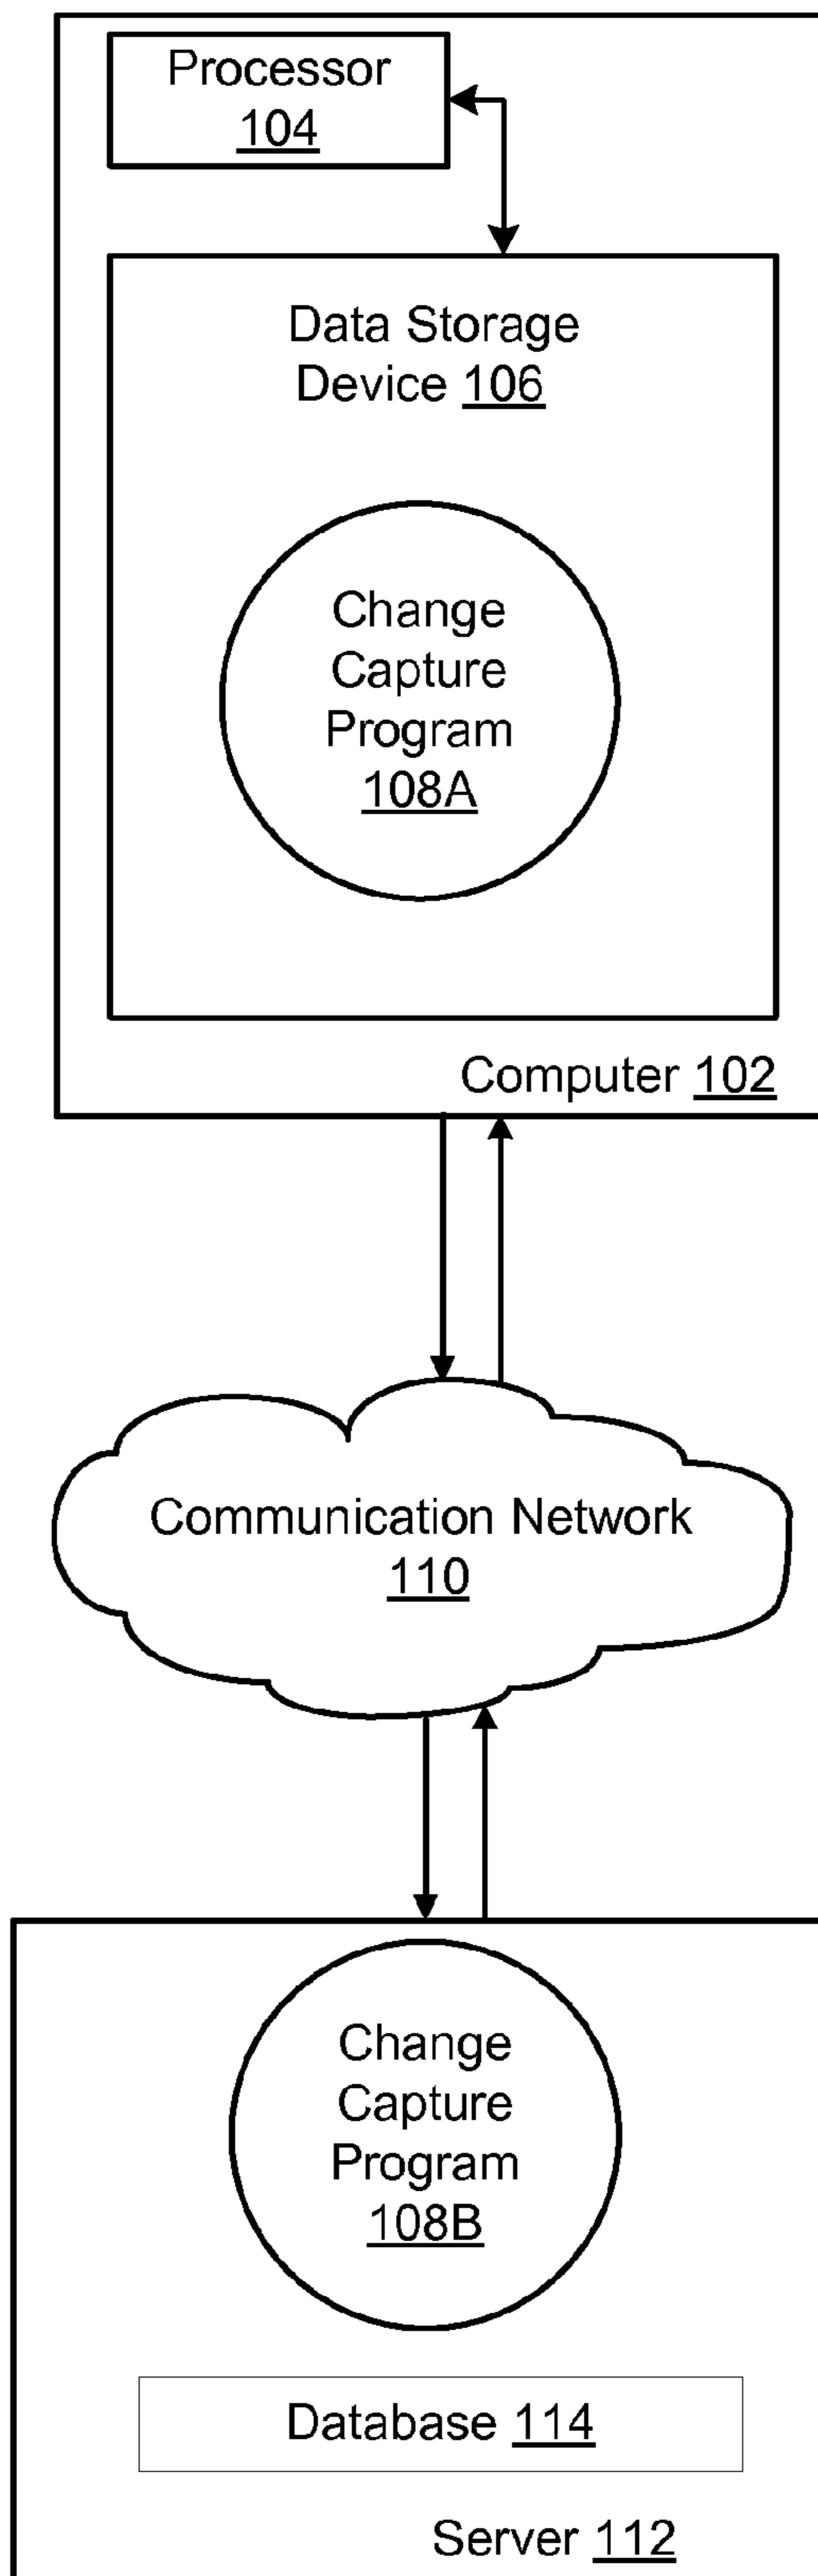 Processor
104
Data Storage
Device 106
Change
Capture
Program
108A
Computer 102
Communication Network
110
Change
Capture
Program
108B
Database 114
Server 112